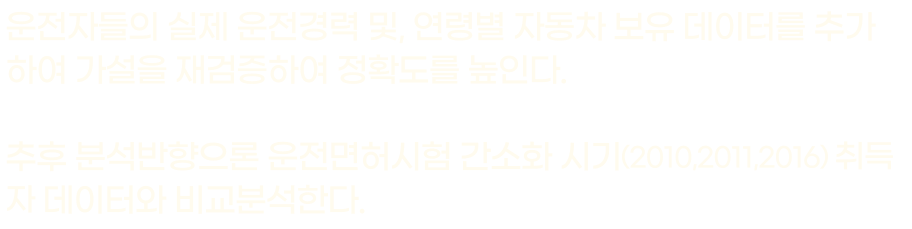 운전자들의 실제 운전경력 및, 연령별 자동차 보유 데이터를 추가
하여 가설을 재검증하여 정확도를 높인다.
추후 분석반향으론 운전면허시험 간소화 시기(2010,2011,2016) 취득
자 데이터와 비교분석한다.